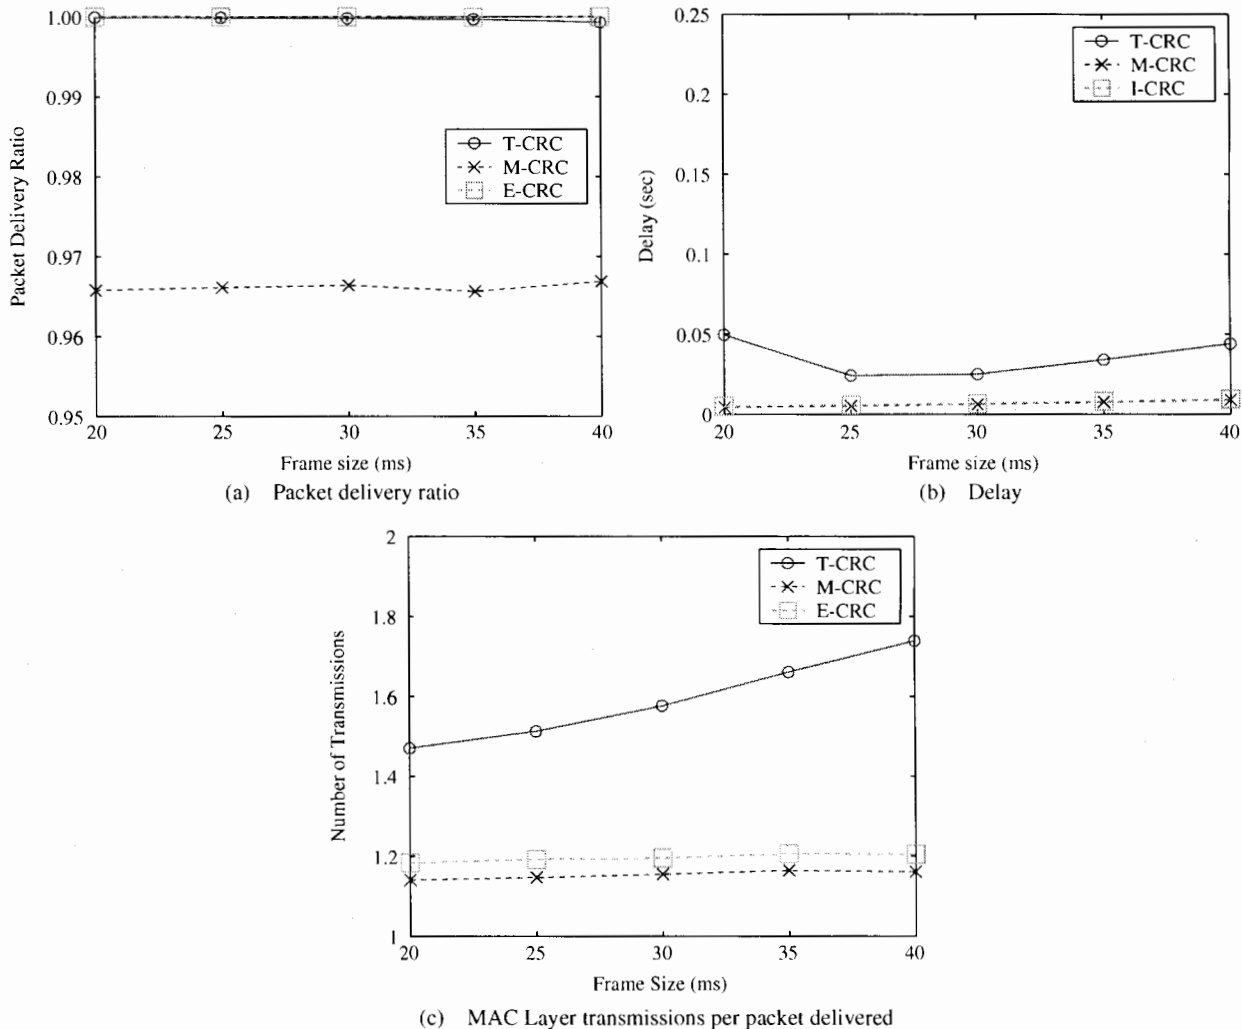 1.00
0.99
0.98
0.97
0.96
0.95
Packet Delivery Ratio
T-CRC
M-CRC
E-CRC
20 25 30 35 40
Frame size (ms)
(a) Packet delivery ratio
0.25
0.2
0.15
0.1
0.05
0
Delay (sec)
T-CRC
M-CRC
I-CRC
20 25 30 35 40
Frame size (ms)
(b) Delay
2
1.8
1.6
1.4
1.2
1
Number of Transmissions
T-CRC
M-CRC
E-CRC
20 25 30 35 40
Frame Size (ms)
(c) MAC Layer transmissions per packet delivered